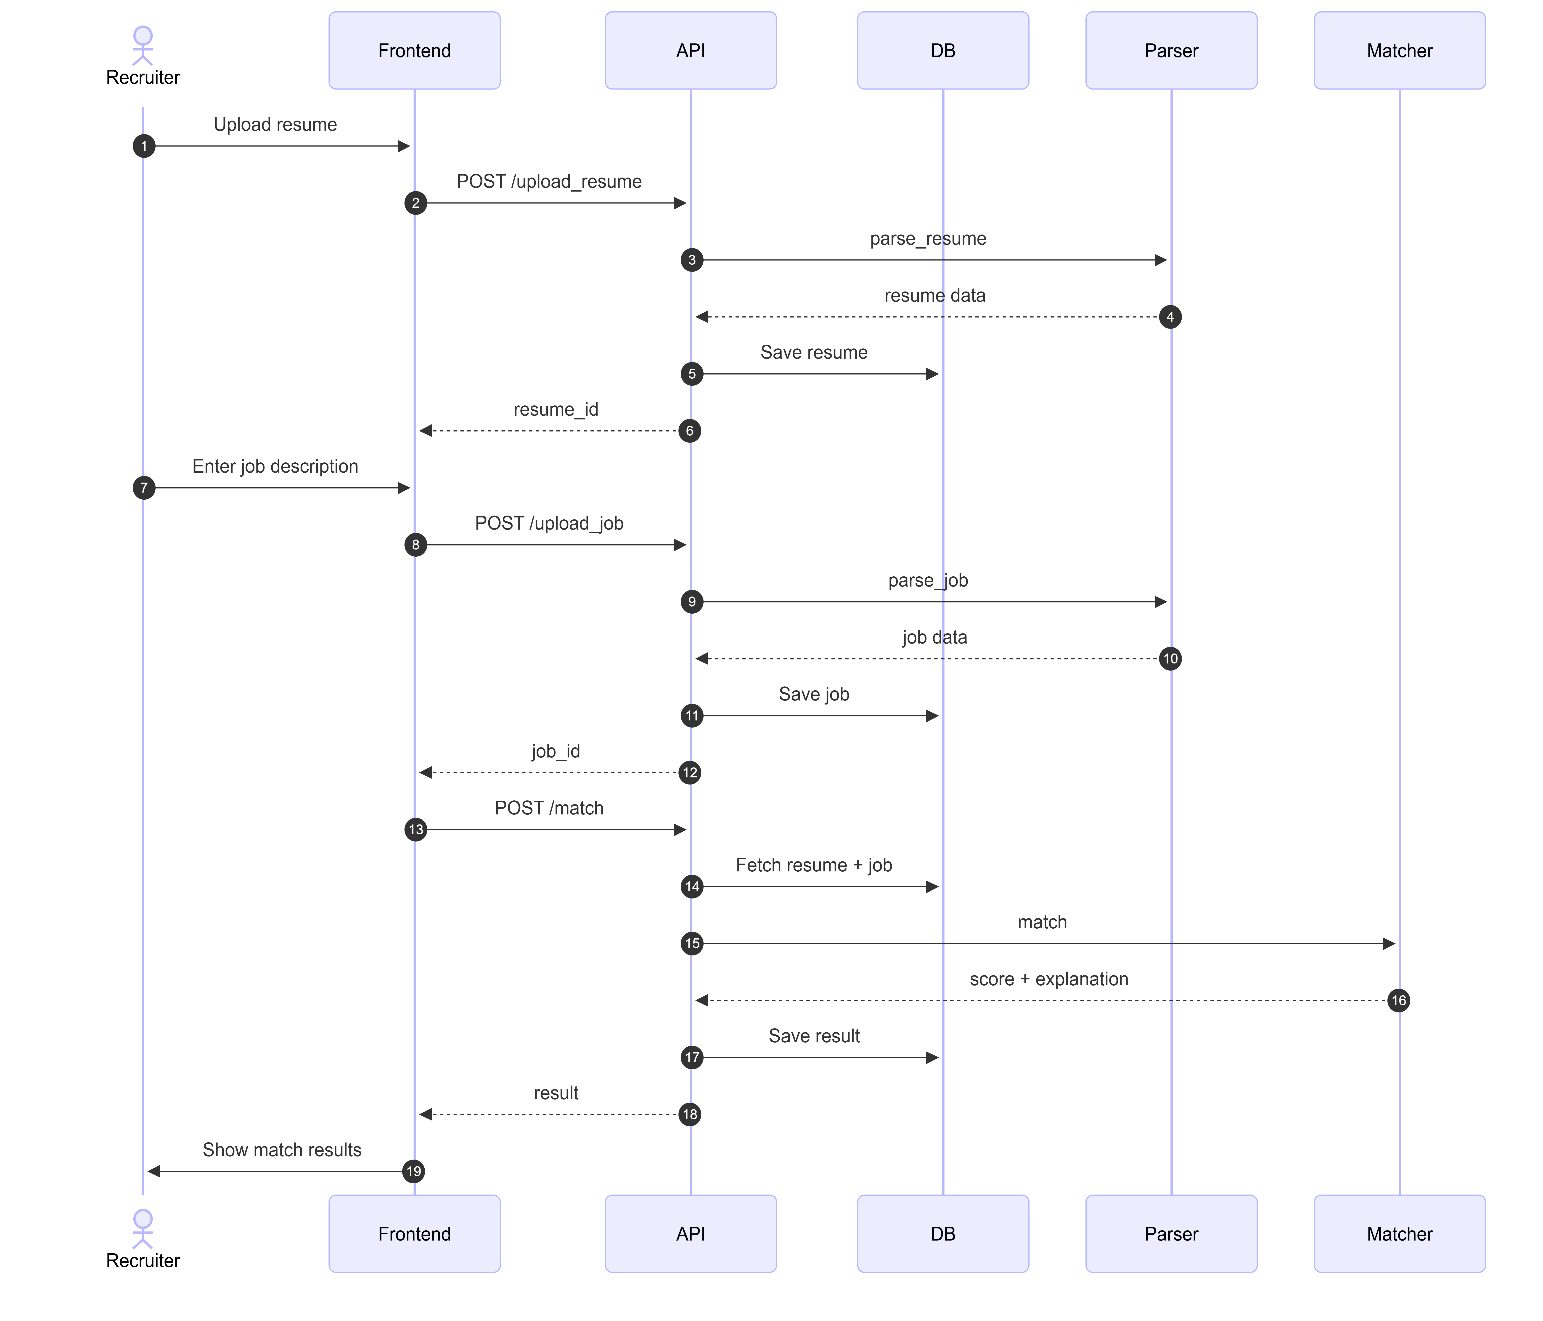 Recruiter
Frontend
API
DB
Parser
Matcher
Upload resume
1
POST /upload_resume
2
parse_resume
3
resume data
4
Save resume
5
resume_id
6
Enter job description
7
POST /upload_job
8
parse_job
9
job data
10
Save job
11
job_id
12
POST /match
13
Fetch resume + job
14
match
15
score + explanation
16
Save result
17
result
18
Show match results
19
Recruiter
Frontend
API
DB
Parser
Matcher